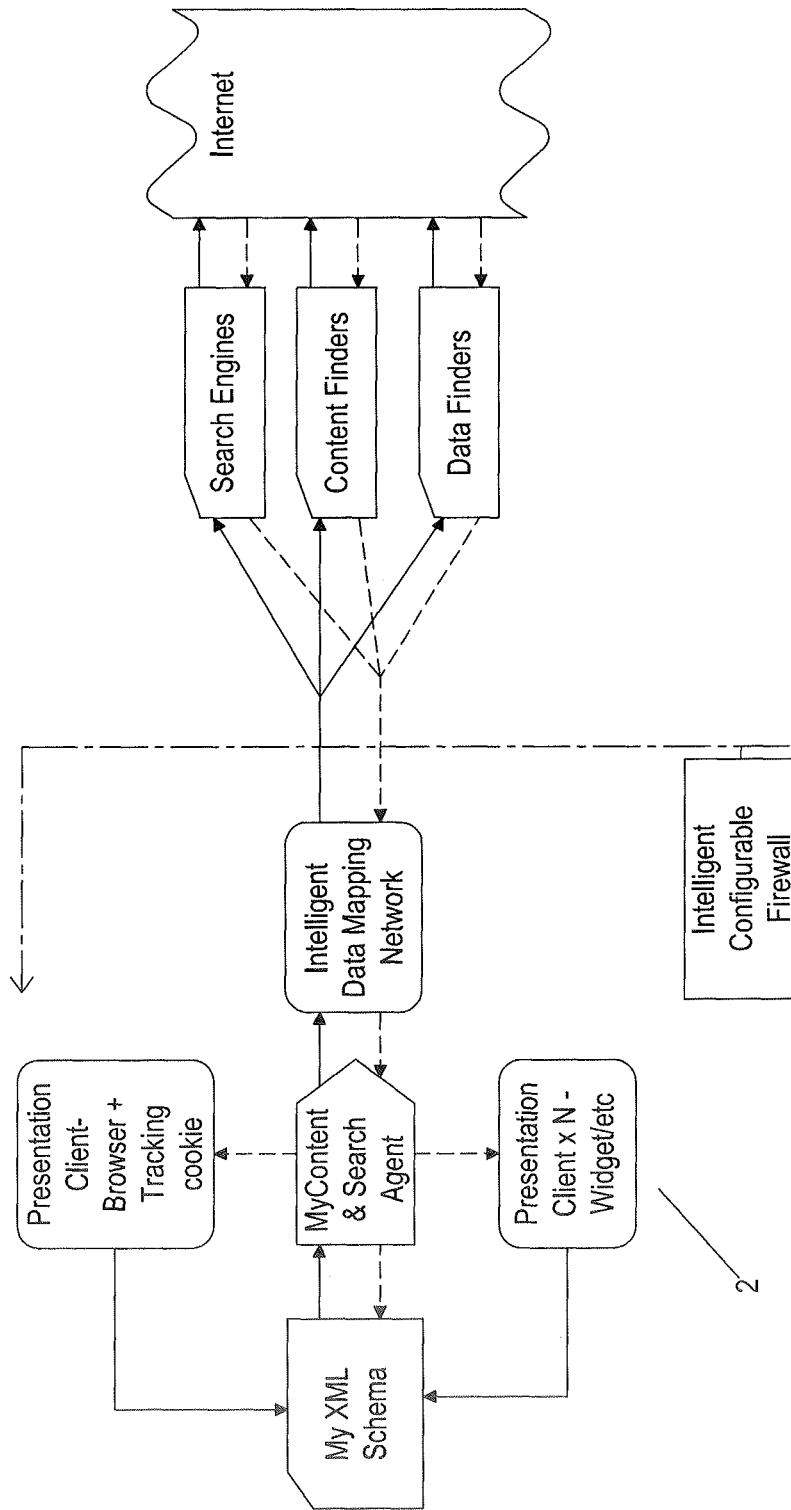 Presentation
Client-
Browser +
Tracking
cookie
My XML
Schema
MyContent
& Search
Agent
Presentation
Client x N -
Widget/etc
2
Intelligent
Data Mapping
Network
Intelligent
Configurable
Firewall
Search Engines
Content Finders
Data Finders
Internet